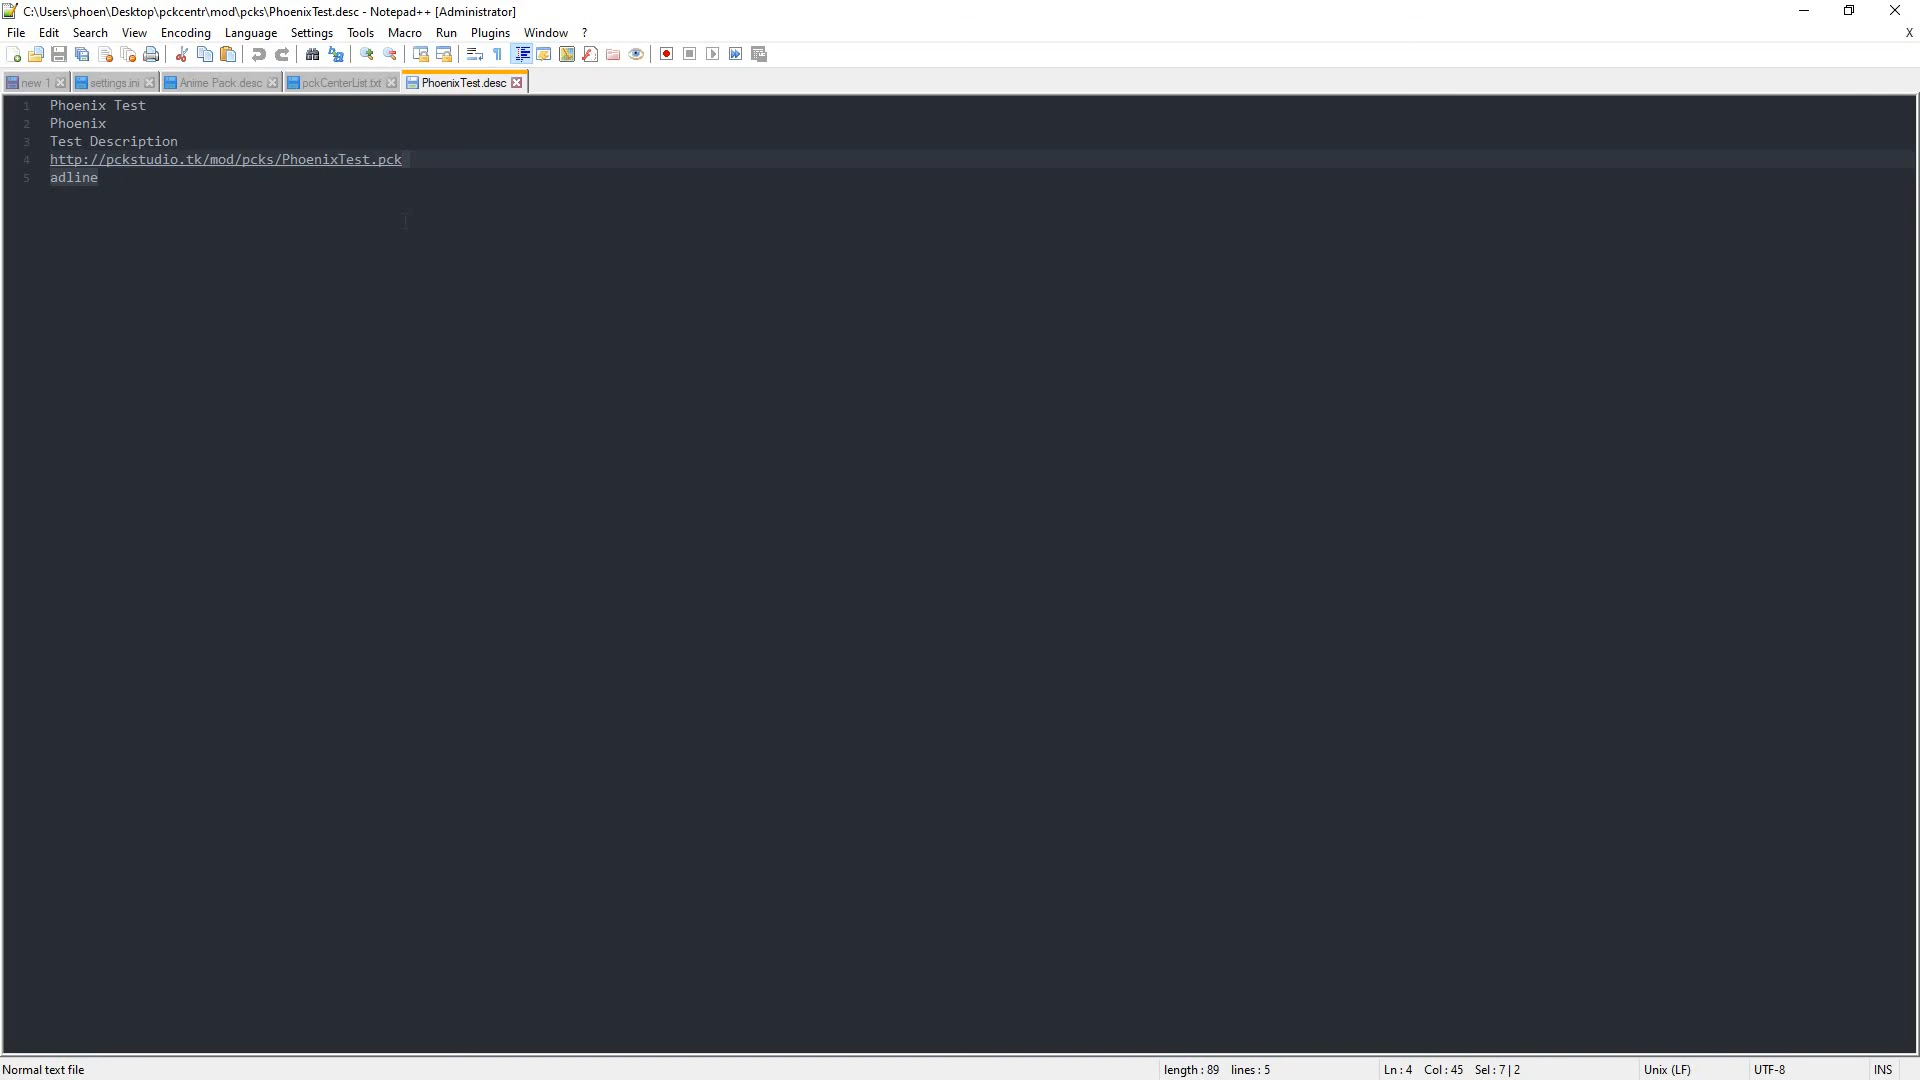 C:\Users\phoen\Desktop\pckcentr\mod\pcks\PhoenixTest.desc - Notepad++ [Administrator]
File Edit Search View Encoding Language Settings Tools Macro Run Plugins Window ? X
new 1 settings.ini Anime Pack.desc pckCenterList.txt PhoenixTest.desc
1 Phoenix Test
2 Phoenix
3 Test Description
4 http://pckstudio.tk/mod/pcks/PhoenixTest.pck
5 adline
Normal text file length : 89 lines : 5 Ln : 4 Col : 45 Sel : 7 | 2 Unix (LF) UTF-8 INS